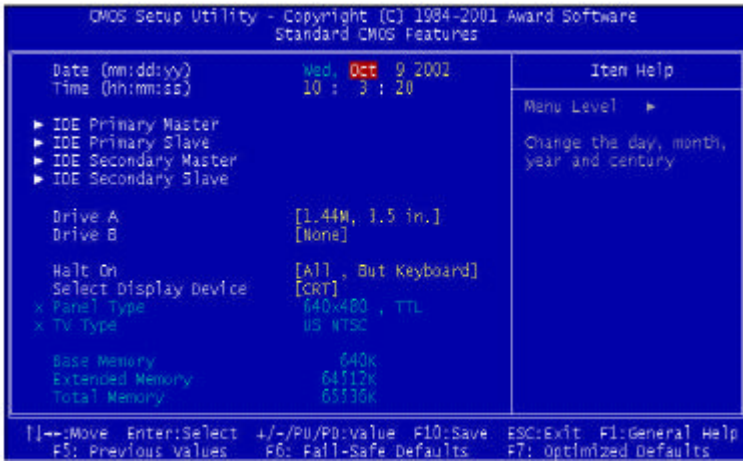 CMOS Setup Utility - Copyright (C) 1984-2001 Award Software
Standard CMOS Features
Date (mm:dd:yy) Wed, Oct 9 2002
Time (hh:mm:ss) 10 : 3 : 20
► IDE Primary Master
► IDE Primary Slave
► IDE Secondary Master
► IDE Secondary Slave
Drive A [1.44M, 3.5 in.]
Drive B [None]
Halt On [All , But Keyboard]
Select Display Device [CRT]
x Panel Type 640x480 , TTL
x TV Type US NTSC
Base Memory 640K
Extended Memory 64512K
Total Memory 65536K
Item Help
Menu Level ►
Change the day, month,
year and century
↑↓→←:Move Enter:Select +/-/PU/PD:Value F10:Save ESC:Exit F1:General Help
F5: Previous Values F6: Fail-Safe Defaults F7: Optimized Defaults